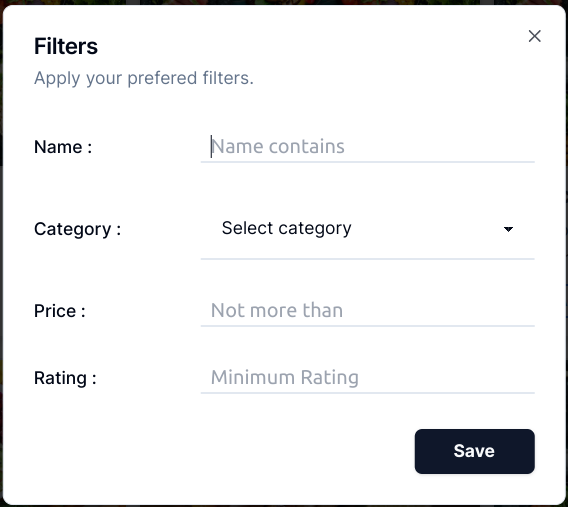 Filters
Apply your prefered filters.
Name : Name contains
Category : Select category
Price : Not more than
Rating : Minimum Rating
Save